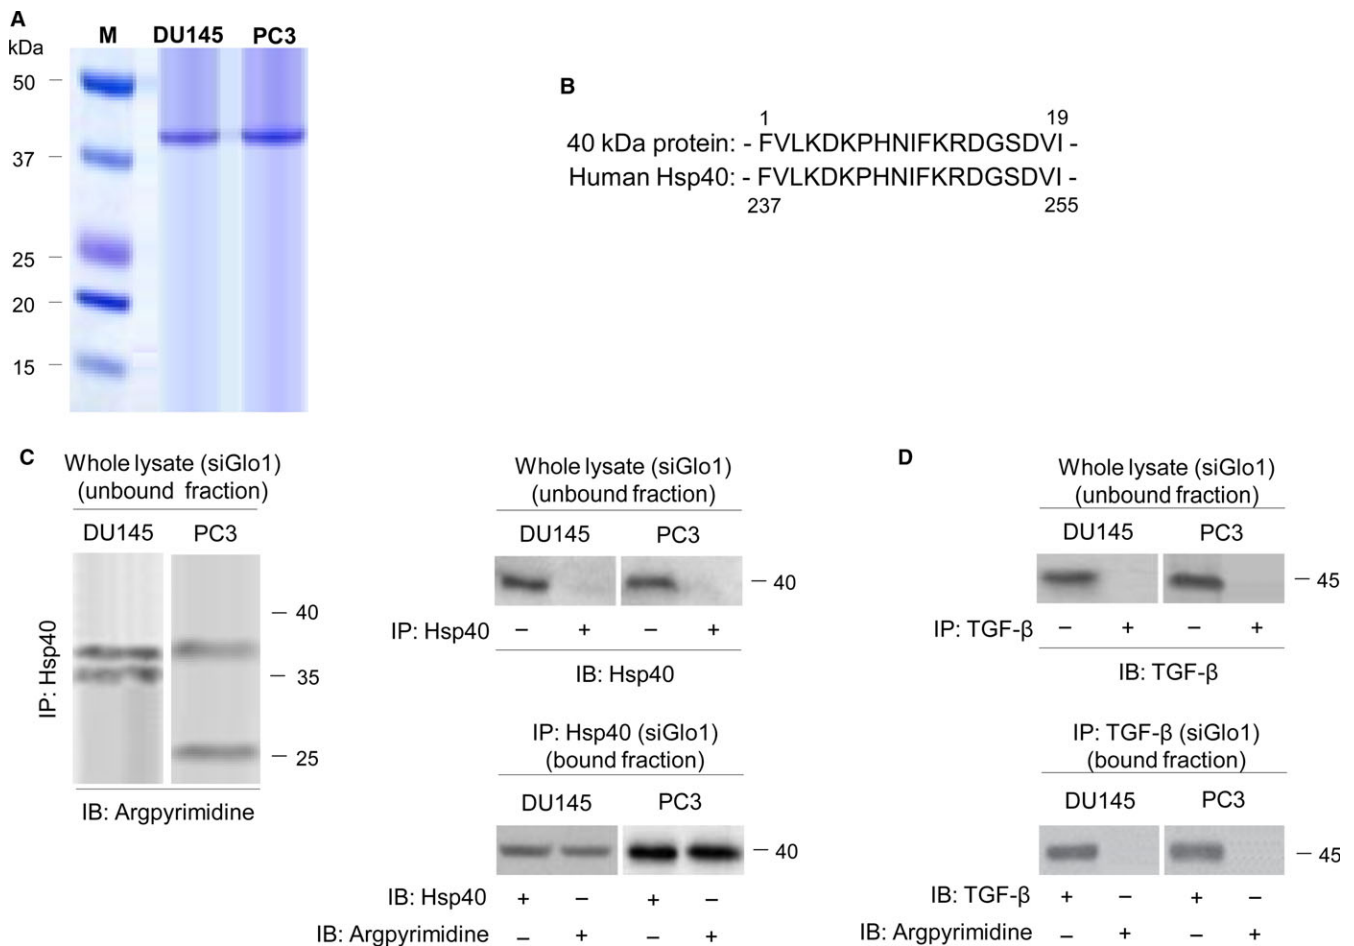 A
kDa
M DU145 PC3
50
37
25
20
15
B
1 19
40 kDa protein: - FVLKDKPHNIFKRDGSDVI -
Human Hsp40: - FVLKDKPHNIFKRDGSDVI -
237 255
C
Whole lysate (siGlo1)
(unbound fraction)
DU145 PC3
IP: Hsp40
40
35
25
IB: Argpyrimidine
Whole lysate (siGlo1)
(unbound fraction)
DU145 PC3
40
IP: Hsp40 − + − +
IB: Hsp40
IP: Hsp40 (siGlo1)
(bound fraction)
DU145 PC3
40
IB: Hsp40 + − + −
IB: Argpyrimidine − + − +
D
Whole lysate (siGlo1)
(unbound fraction)
DU145 PC3
45
IP: TGF-β − + − +
IB: TGF-β
IP: TGF-β (siGlo1)
(bound fraction)
DU145 PC3
45
IB: TGF-β + − + −
IB: Argpyrimidine − + − +